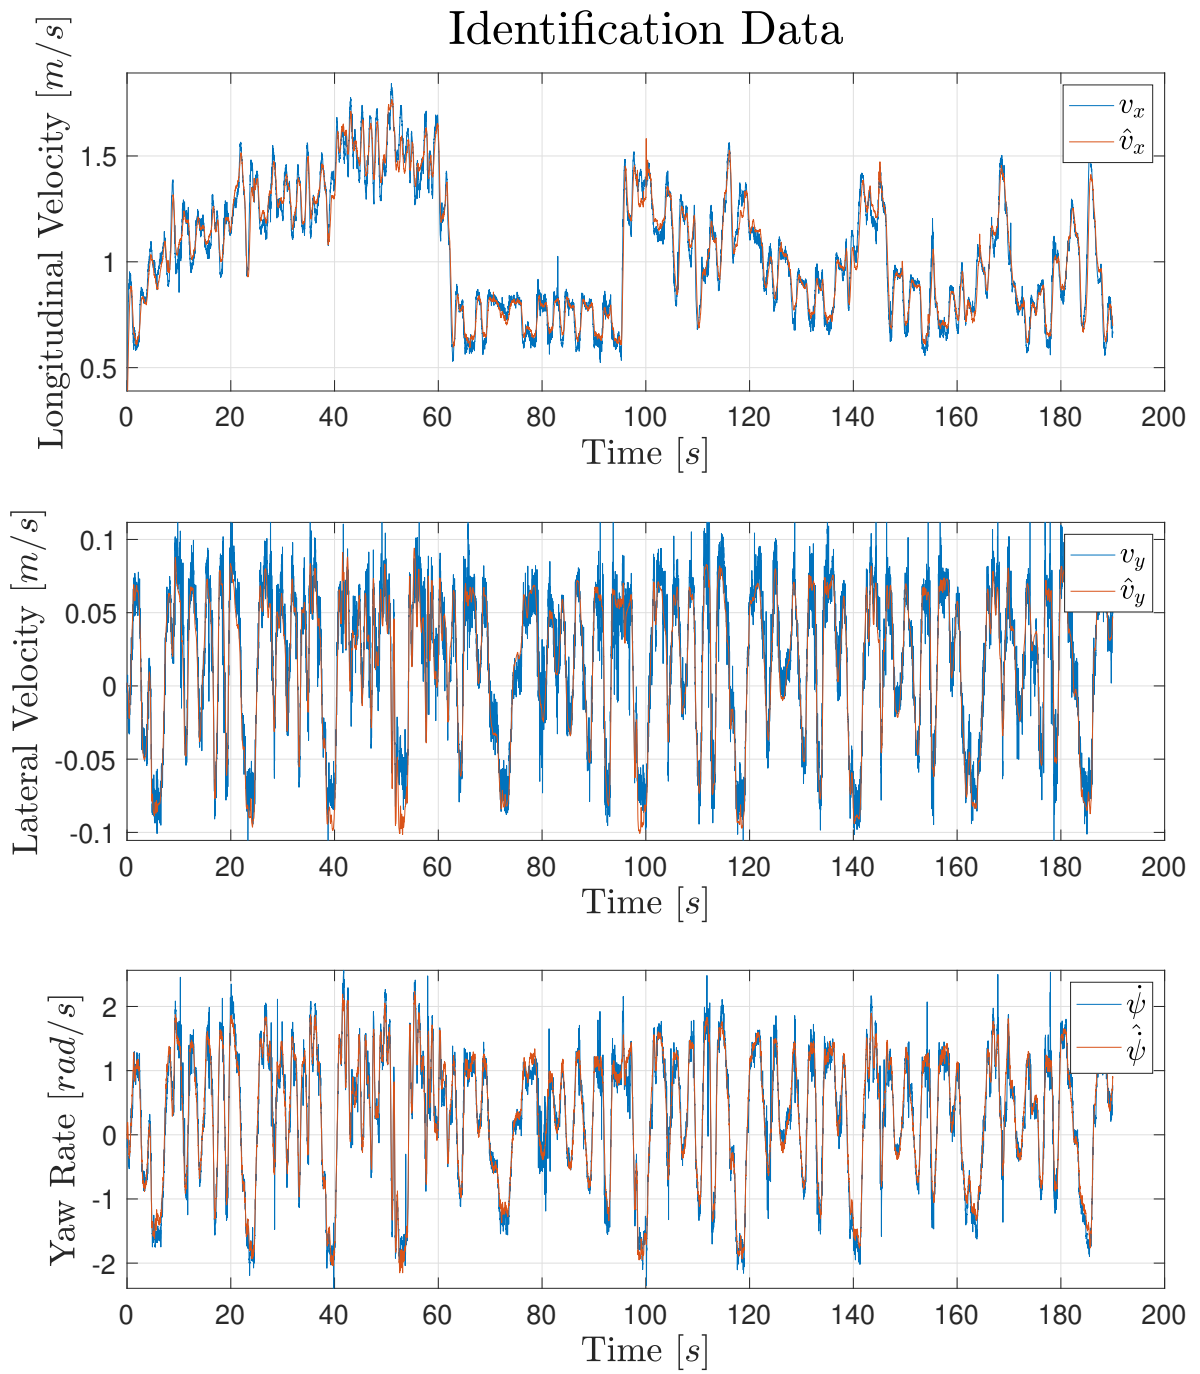 Identification Data
Longitudinal Velocity [m/s]
1.5
1
0.5
v_x
v̂_x
0 20 40 60 80 100 120 140 160 180 200
Time [s]
Lateral Velocity [m/s]
0.1
0.05
0
-0.05
-0.1
v_y
v̂_y
0 20 40 60 80 100 120 140 160 180 200
Time [s]
Yaw Rate [rad/s]
2
1
0
-1
-2
ψ̇
ψ̇̂
0 20 40 60 80 100 120 140 160 180 200
Time [s]